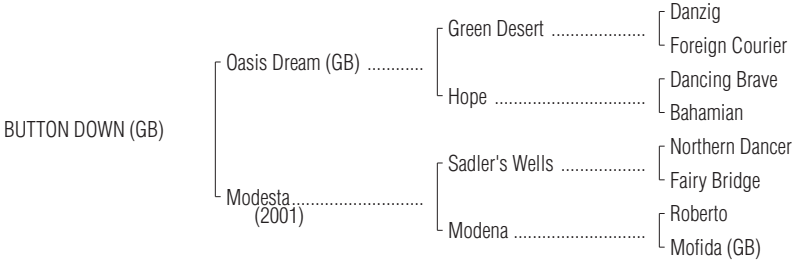 Danzig
Green Desert ....................
Foreign Courier
Oasis Dream (GB) ............
Dancing Brave
Hope ................................
Bahamian
BUTTON DOWN (GB)
Northern Dancer
Sadler's Wells ..................
Fairy Bridge
Modesta............................
(2001)
Roberto
Modena ............................
Mofida (GB)